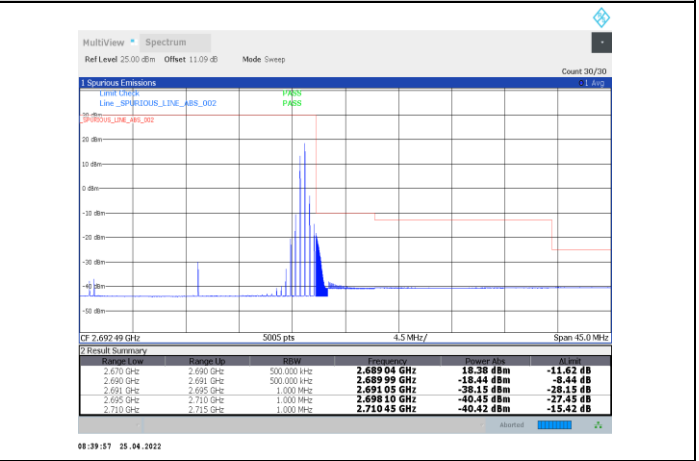 MultiView Spectrum
Ref Level 25.00 dBm Offset 11.09 dB Mode Sweep
Count 30/30
1 Spurious Emissions 1 Avg
Limit Check PASS
Line _SPURIOUS_LINE_ABS_002 PASS
30 dBm
_SPURIOUS_LINE_ABS_002
20 dBm
10 dBm
0 dBm
-10 dBm
-20 dBm
-30 dBm
-40 dBm
-50 dBm
CF 2.692 49 GHz 5005 pts 4.5 MHz/ Span 45.0 MHz
2 Result Summary
Range Low Range Up RBW Frequency Power Abs ΔLimit
2.670 GHz 2.690 GHz 500.000 kHz 2.689 04 GHz 18.38 dBm -11.62 dB
2.690 GHz 2.691 GHz 500.000 kHz 2.689 99 GHz -18.44 dBm -8.44 dB
2.691 GHz 2.695 GHz 1.000 MHz 2.691 05 GHz -38.15 dBm -28.15 dB
2.695 GHz 2.710 GHz 1.000 MHz 2.698 10 GHz -40.45 dBm -27.45 dB
2.710 GHz 2.715 GHz 1.000 MHz 2.710 45 GHz -40.42 dBm -15.42 dB
Aborted
08:39:57 25.04.2022